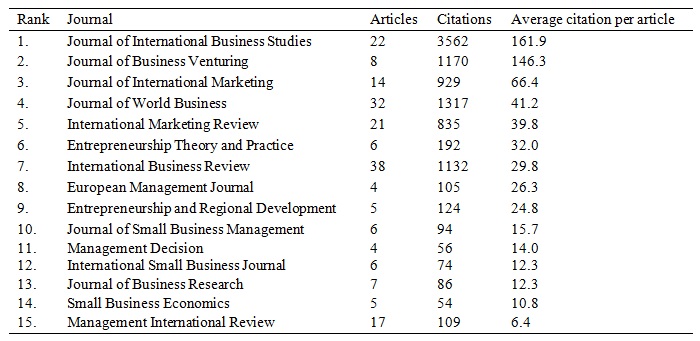 Rank Journal Articles Citations Average citation per article
1. Journal of International Business Studies 22 3562 161.9
2. Journal of Business Venturing 8 1170 146.3
3. Journal of International Marketing 14 929 66.4
4. Journal of World Business 32 1317 41.2
5. International Marketing Review 21 835 39.8
6. Entrepreneurship Theory and Practice 6 192 32.0
7. International Business Review 38 1132 29.8
8. European Management Journal 4 105 26.3
9. Entrepreneurship and Regional Development 5 124 24.8
10. Journal of Small Business Management 6 94 15.7
11. Management Decision 4 56 14.0
12. International Small Business Journal 6 74 12.3
13. Journal of Business Research 7 86 12.3
14. Small Business Economics 5 54 10.8
15. Management International Review 17 109 6.4